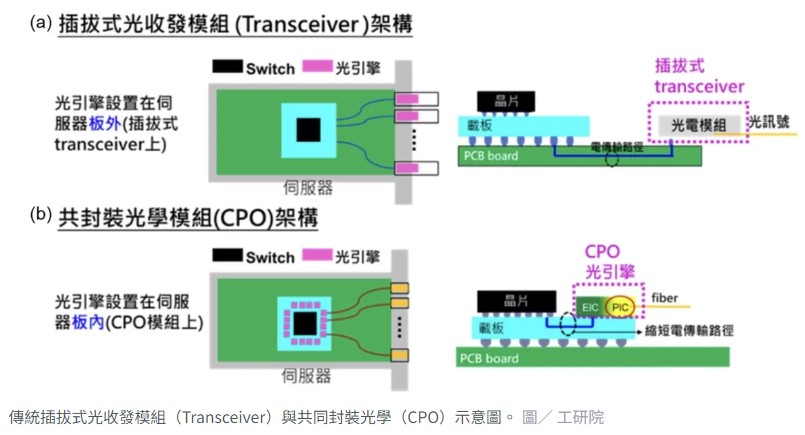 (a) 插拔式光收發模組 (Transceiver)架構
Switch 光引擎
光引擎設置在伺
服器板外(插拔式
transceiver上)
伺服器
插拔式
transceiver
晶片
載板
光電模組
光訊號
電傳輸路徑
PCB board
(b) 共封裝光學模組(CPO)架構
Switch 光引擎
光引擎設置在伺服
器板內(CPO模組上)
伺服器
CPO
光引擎
晶片
EIC
PIC
fiber
載板
縮短電傳輸路徑
PCB board
傳統插拔式光收發模組（Transceiver）與共同封裝光學（CPO）示意圖。 圖／ 工研院